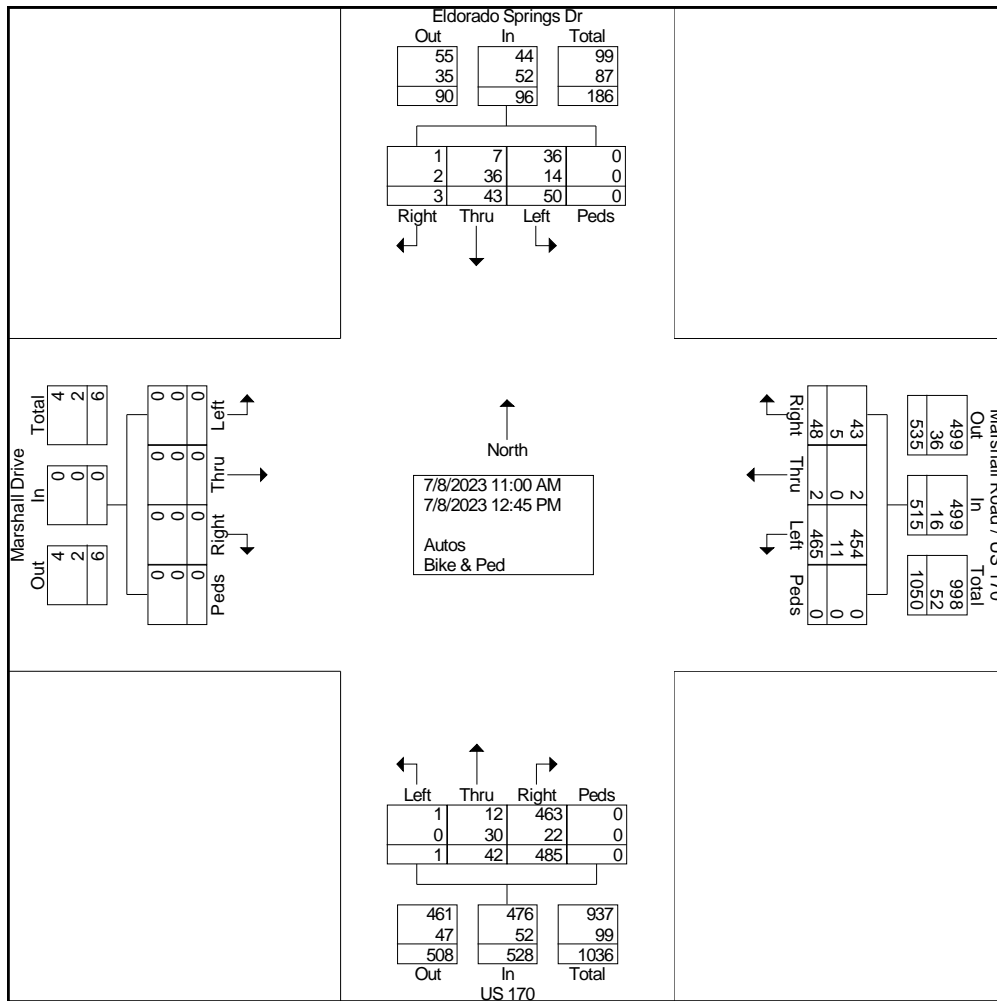 Eldorado Springs Dr
Out In Total
55 44 99
35 52 87
90 96 186
1 7 36 0
2 36 14 0
3 43 50 0
Right Thru Left Peds
Marshall Drive
Total In Out
4 0 4
2 0 2
6 0 6
0 0 0 0
0 0 0 0
0 0 0 0
Left Thru Right Peds
North
7/8/2023 11:00 AM
7/8/2023 12:45 PM
Autos
Bike & Ped
Marshall Road / US 170
Out In Total
499 499 998
36 16 52
535 515 1050
43 2 454 0
5 0 11 0
48 2 465 0
Right Thru Left Peds
Left Thru Right Peds
1 12 463 0
0 30 22 0
1 42 485 0
461 476 937
47 52 99
508 528 1036
Out In Total
US 170